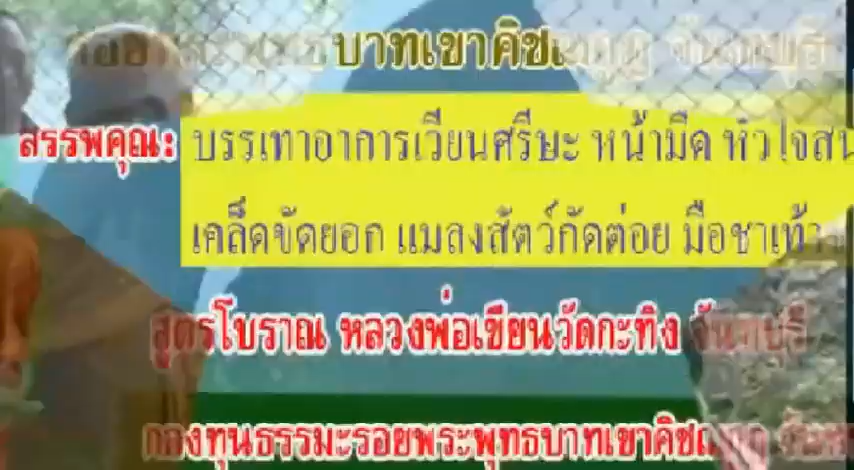 บาทเขาคิช
สรรพคุณ: บรรเทาอาการเวียนศรีษะ หน้ามืด หัวใจสน
เคล็ดขัดยอก แมลงสัตว์กัดต่อย มือชาเท้า
สูตรโบราณ หลวงพ่อเขียนวัดกะทิง จันทบุรี
กองทุนธรรมะรอยพระพุทธบาทเขาคิชฌกูฏ